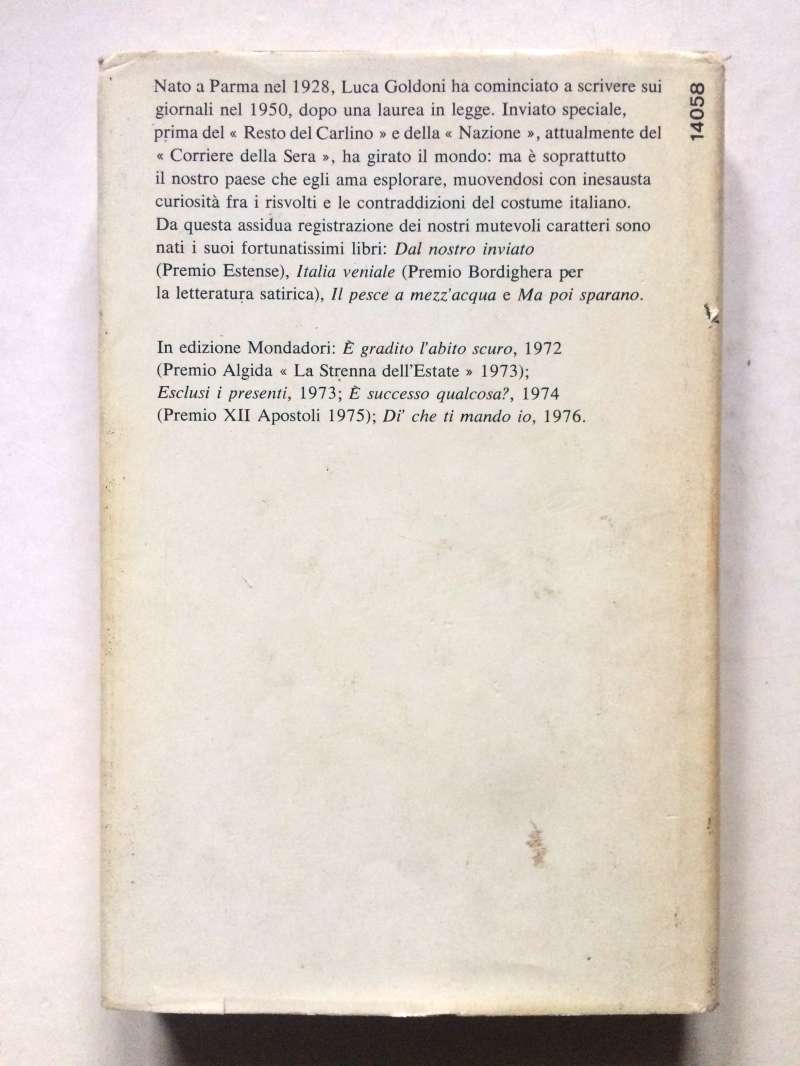 Nato a Parma nel 1928, Luca Goldoni ha cominciato a scrivere sui
giornali nel 1950, dopo una laurea in legge. Inviato speciale,
prima del « Resto del Carlino » e della « Nazione », attualmente del
« Corriere della Sera », ha girato il mondo: ma è soprattutto
il nostro paese che egli ama esplorare, muovendosi con inesausta
curiosità fra i risvolti e le contraddizioni del costume italiano.
Da questa assidua registrazione dei nostri mutevoli caratteri sono
nati i suoi fortunatissimi libri: Dal nostro inviato
(Premio Estense), Italia veniale (Premio Bordighera per
la letteratura satirica), Il pesce a mezz'acqua e Ma poi sparano.
In edizione Mondadori: È gradito l'abito scuro, 1972
(Premio Algida « La Strenna dell'Estate » 1973);
Esclusi i presenti, 1973; È successo qualcosa?, 1974
(Premio XII Apostoli 1975); Di' che ti mando io, 1976.
14058